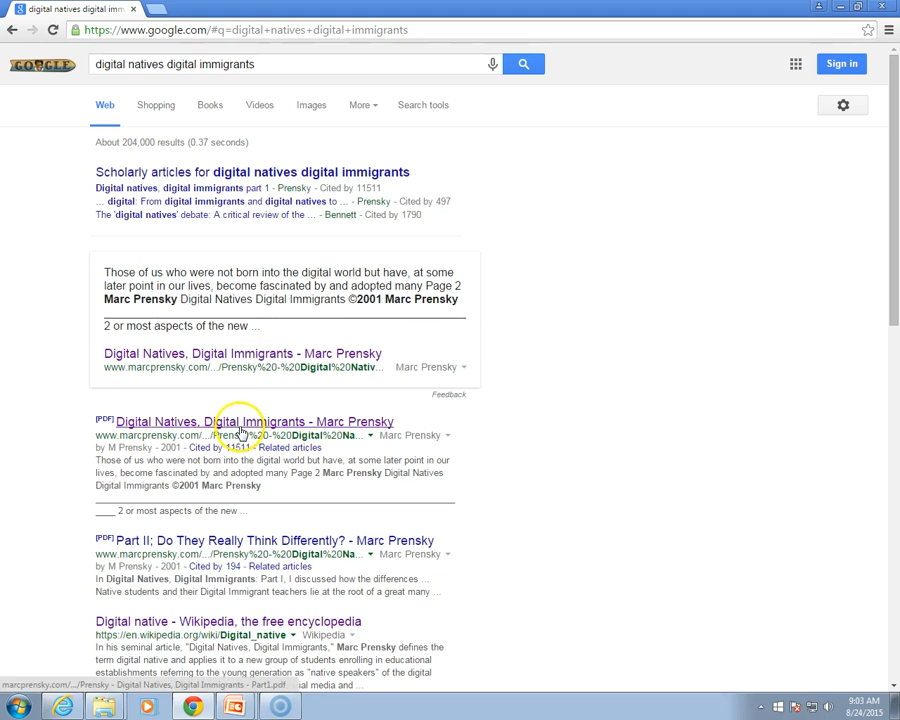 digital natives digital imm
https://www.google.com/#q=digital+natives+digital+immigrants
GOOGLE
digital natives digital immigrants
Sign in
Web Shopping Books Videos Images More Search tools
About 204,000 results (0.37 seconds)
Scholarly articles for digital natives digital immigrants
Digital natives, digital immigrants part 1 - Prensky - Cited by 11511
... digital: From digital immigrants and digital natives to ... - Prensky - Cited by 497
The 'digital natives' debate: A critical review of the ... - Bennett - Cited by 1790
Those of us who were not born into the digital world but have, at some
later point in our lives, become fascinated by and adopted many Page 2
Marc Prensky Digital Natives Digital Immigrants ©2001 Marc Prensky
2 or most aspects of the new ...
Digital Natives, Digital Immigrants - Marc Prensky
www.marcprensky.com/.../Prensky%20-%20Digital%20Nativ... Marc Prensky
Feedback
[PDF] Digital Natives, Digital Immigrants - Marc Prensky
www.marcprensky.com/.../Prensky%20-%20Digital%20Na... Marc Prensky
by M Prensky - 2001 - Cited by 11511 - Related articles
Those of us who were not born into the digital world but have, at some later point in our
lives, become fascinated by and adopted many Page 2 Marc Prensky Digital Natives
Digital Immigrants ©2001 Marc Prensky
____ 2 or most aspects of the new ...
[PDF] Part II; Do They Really Think Differently? - Marc Prensky
www.marcprensky.com/.../Prensky%20-%20Digital%20Na... Marc Prensky
by M Prensky - 2001 - Cited by 194 - Related articles
In Digital Natives, Digital Immigrants: Part I, I discussed how the differences ...
Native students and their Digital Immigrant teachers lie at the root of a great many ...
Digital native - Wikipedia, the free encyclopedia
https://en.wikipedia.org/wiki/Digital_native Wikipedia
In his seminal article, "Digital Natives, Digital Immigrants," Marc Prensky defines the
term digital native and applies it to a new group of students enrolling in educational
establishments referring to the young generation as "native speakers" of the digital
ial media and ...
marcprensky.com/.../Prensky - Digital Natives, Digital Immigrants - Part1.pdf
9:03 AM
8/24/2015